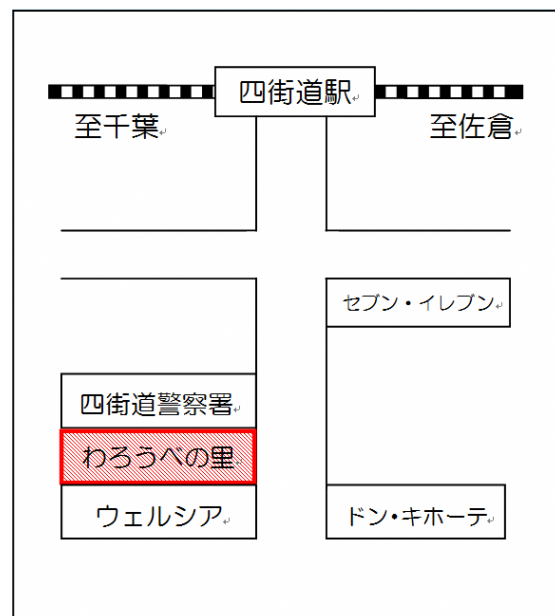 四街道駅
至千葉
至佐倉
セブン・イレブン
四街道警察署
わろうべの里
ウェルシア
ドン・キホーテ